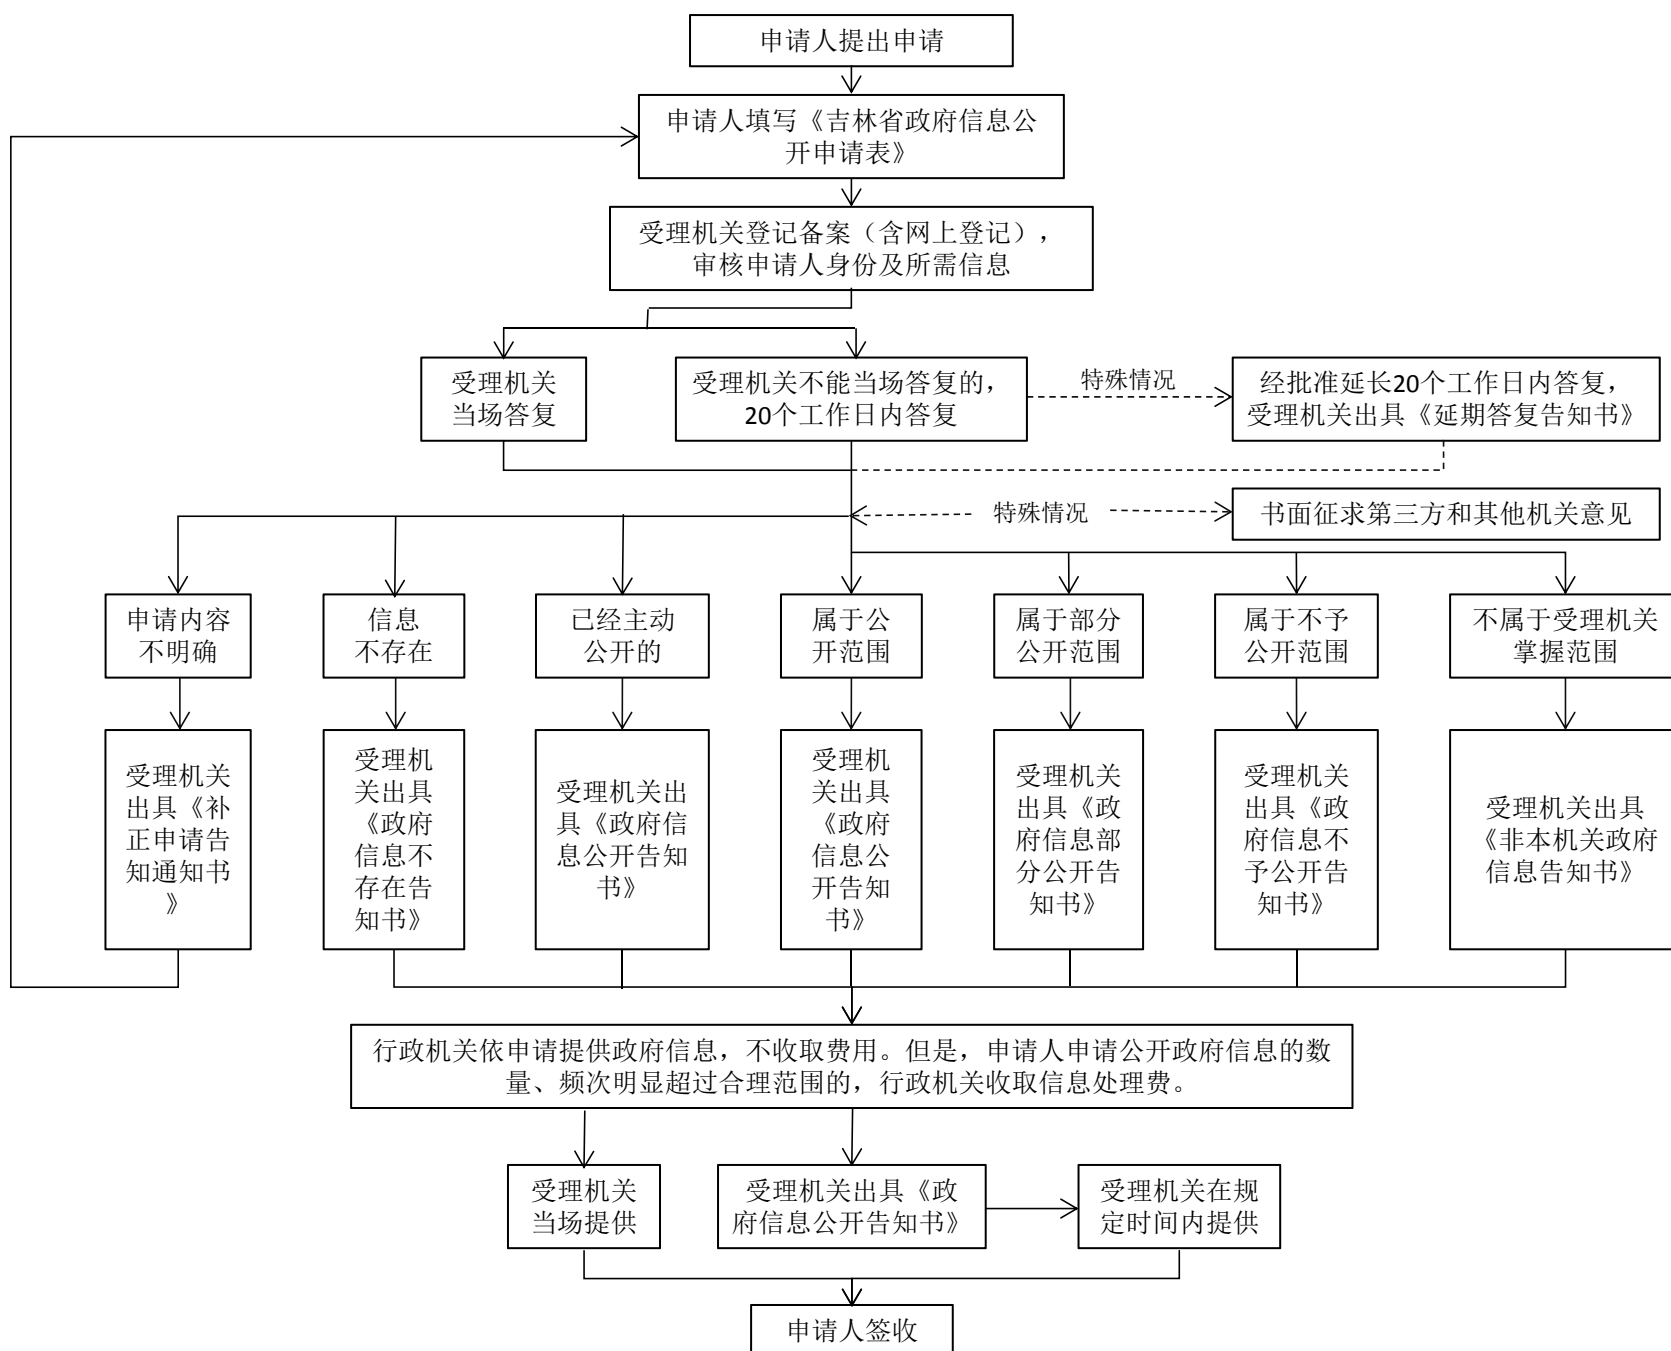 申请人提出申请
申请人填写《吉林省政府信息公
开申请表》
受理机关登记备案（含网上登记），
审核申请人身份及所需信息
受理机关
当场答复
受理机关不能当场答复的，
20个工作日内答复
特殊情况
经批准延长20个工作日内答复，
受理机关出具《延期答复告知书》
特殊情况
书面征求第三方和其他机关意见
申请内容
不明确
信息
不存在
已经主动
公开的
属于公
开范围
属于部分
公开范围
属于不予
公开范围
不属于受理机关
掌握范围
受理机关
出具《补
正申请告
知通知书
》
受理机
关出具
《政府
信息不
存在告
知书》
受理机关出
具《政府信
息公开告知
书》
受理机
关出具
《政府
信息公
开告知
书》
受理机关
出具《政
府信息部
分公开告
知书》
受理机关
出具《政
府信息不
予公开告
知书》
受理机关出具
《非本机关政府
信息告知书》
行政机关依申请提供政府信息，不收取费用。但是，申请人申请公开政府信息的数
量、频次明显超过合理范围的，行政机关收取信息处理费。
受理机关
当场提供
受理机关出具《政
府信息公开告知书》
受理机关在规
定时间内提供
申请人签收